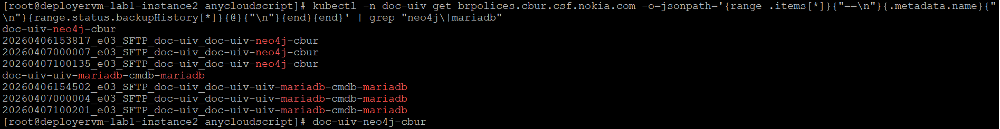 [root@deployervm-lab1-instance2 anycloudscript]# kubectl -n doc-uiv get brpolices.cbur.csf.nokia.com -o=jsonpath='{range .items[*]}{"==\n"}{.metadata.name}{"
\n"}{range.status.backupHistory[*]}{@}{"\n"}{end}{end}' | grep "neo4j\|mariadb"
doc-uiv-neo4j-cbur
20260406153817_e03_SFTP_doc-uiv_doc-uiv-neo4j-cbur
20260407000007_e03_SFTP_doc-uiv_doc-uiv-neo4j-cbur
20260407100135_e03_SFTP_doc-uiv_doc-uiv-neo4j-cbur
doc-uiv-uiv-mariadb-cmdb-mariadb
20260406154502_e03_SFTP_doc-uiv_doc-uiv-uiv-mariadb-cmdb-mariadb
20260407000004_e03_SFTP_doc-uiv_doc-uiv-uiv-mariadb-cmdb-mariadb
20260407100201_e03_SFTP_doc-uiv_doc-uiv-uiv-mariadb-cmdb-mariadb
[root@deployervm-lab1-instance2 anycloudscript]# doc-uiv-neo4j-cbur